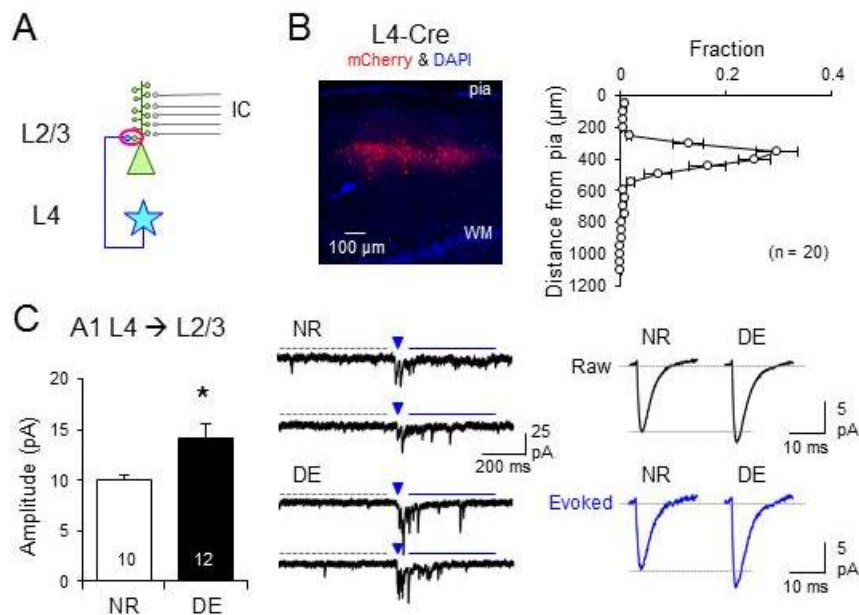 A
L2/3
IC
L4
B
L4-Cre
mCherry & DAPI
pia
WM
100 µm
Fraction
0 0.2 0.4
Distance from pia (µm)
0
200
400
600
800
1000
1200
(n = 20)
C
A1 L4 → L2/3
Amplitude (pA)
20
15
10
5
0
*
10 12
NR DE
NR
25
pA
200 ms
DE
NR DE
Raw
5
pA
10 ms
NR DE
Evoked
5
pA
10 ms